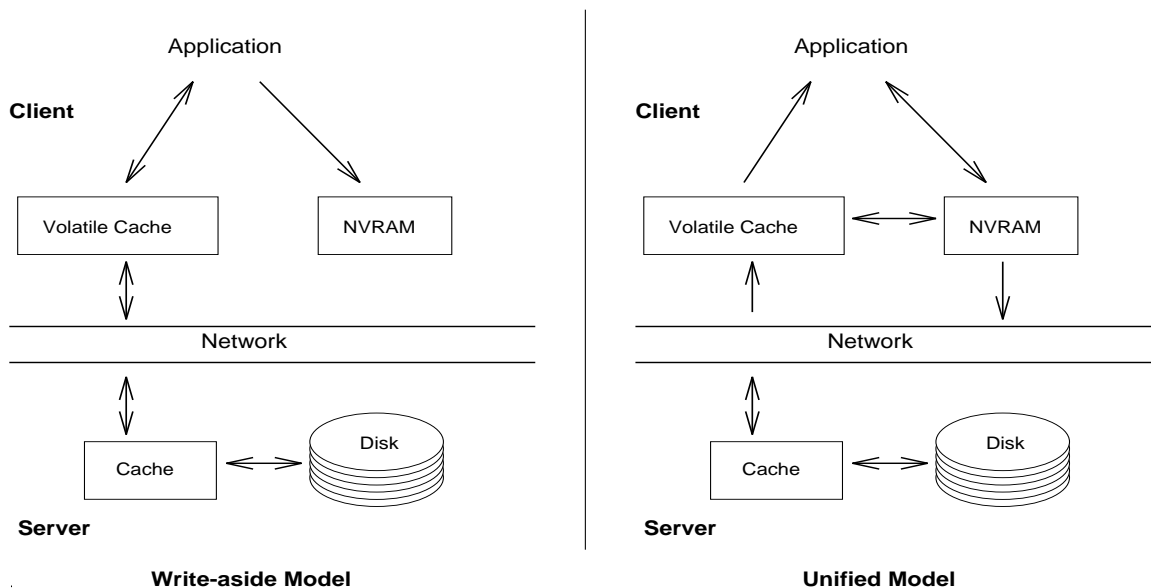 Application
Client
Volatile Cache
NVRAM
Network
Disk
Cache
Server
Write-aside Model
Application
Client
Volatile Cache
NVRAM
Network
Disk
Cache
Server
Unified Model